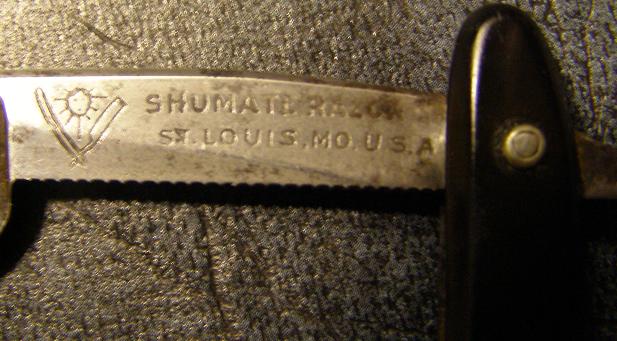 SHUMATE RAZOR
ST. LOUIS, MO. U.S.A